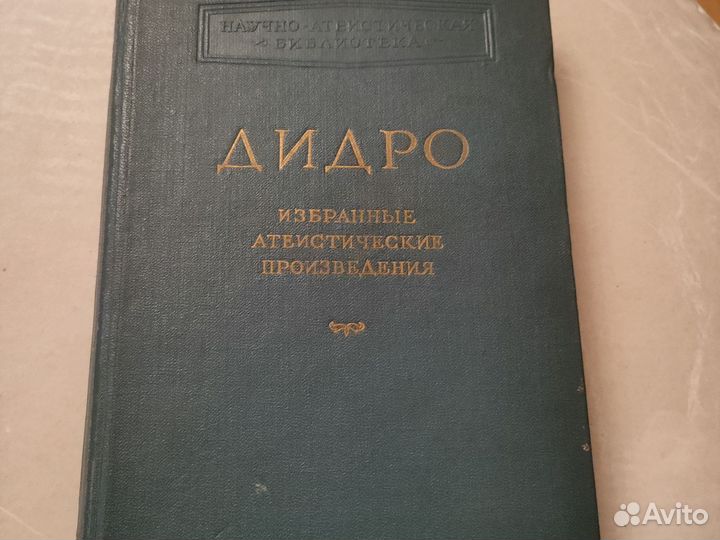 НАУЧНО-АТЕИСТИЧЕСКАЯ
БИБЛИОТЕКА
ДИДРО
ИЗБРАННЫЕ
АТЕИСТИЧЕСКИЕ
ПРОИЗВЕДЕНИЯ
Avito